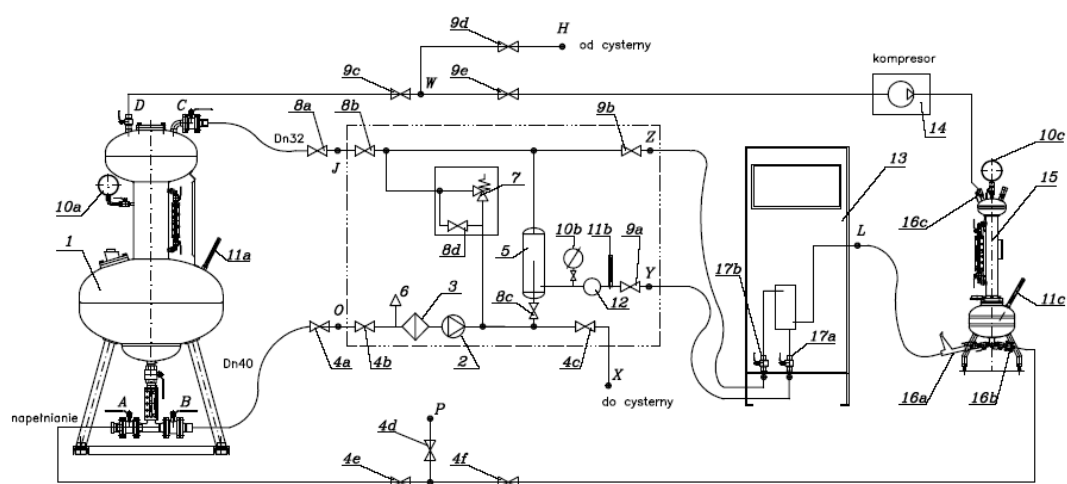 9d
H
od cysterny
9c
W
9e
kompresor
14
D
C
8a
8b
9b
Z
10c
Dn32
J
7
13
15
16c
10a
8d
5
10b
11b
9a
L
1
11a
17b
11c
12
Y
6
3
8c
O
4a
4b
2
4c
17a
Dn40
X
16a
16b
do cysterny
napełnianie
A
B
P
4d
4e
4f